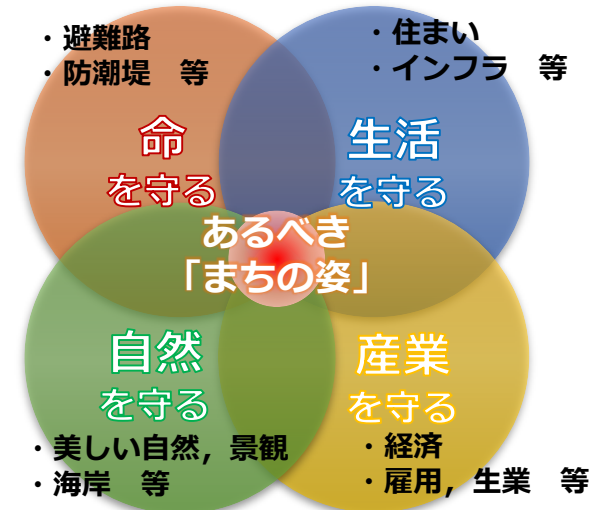 ・避難路
・防潮堤　等
・住まい
・インフラ　等
命
を守る
生活
を守る
あるべき
「まちの姿」
自然
を守る
産業
を守る
・美しい自然，景観
・海岸　等
・経済
・雇用，生業　等